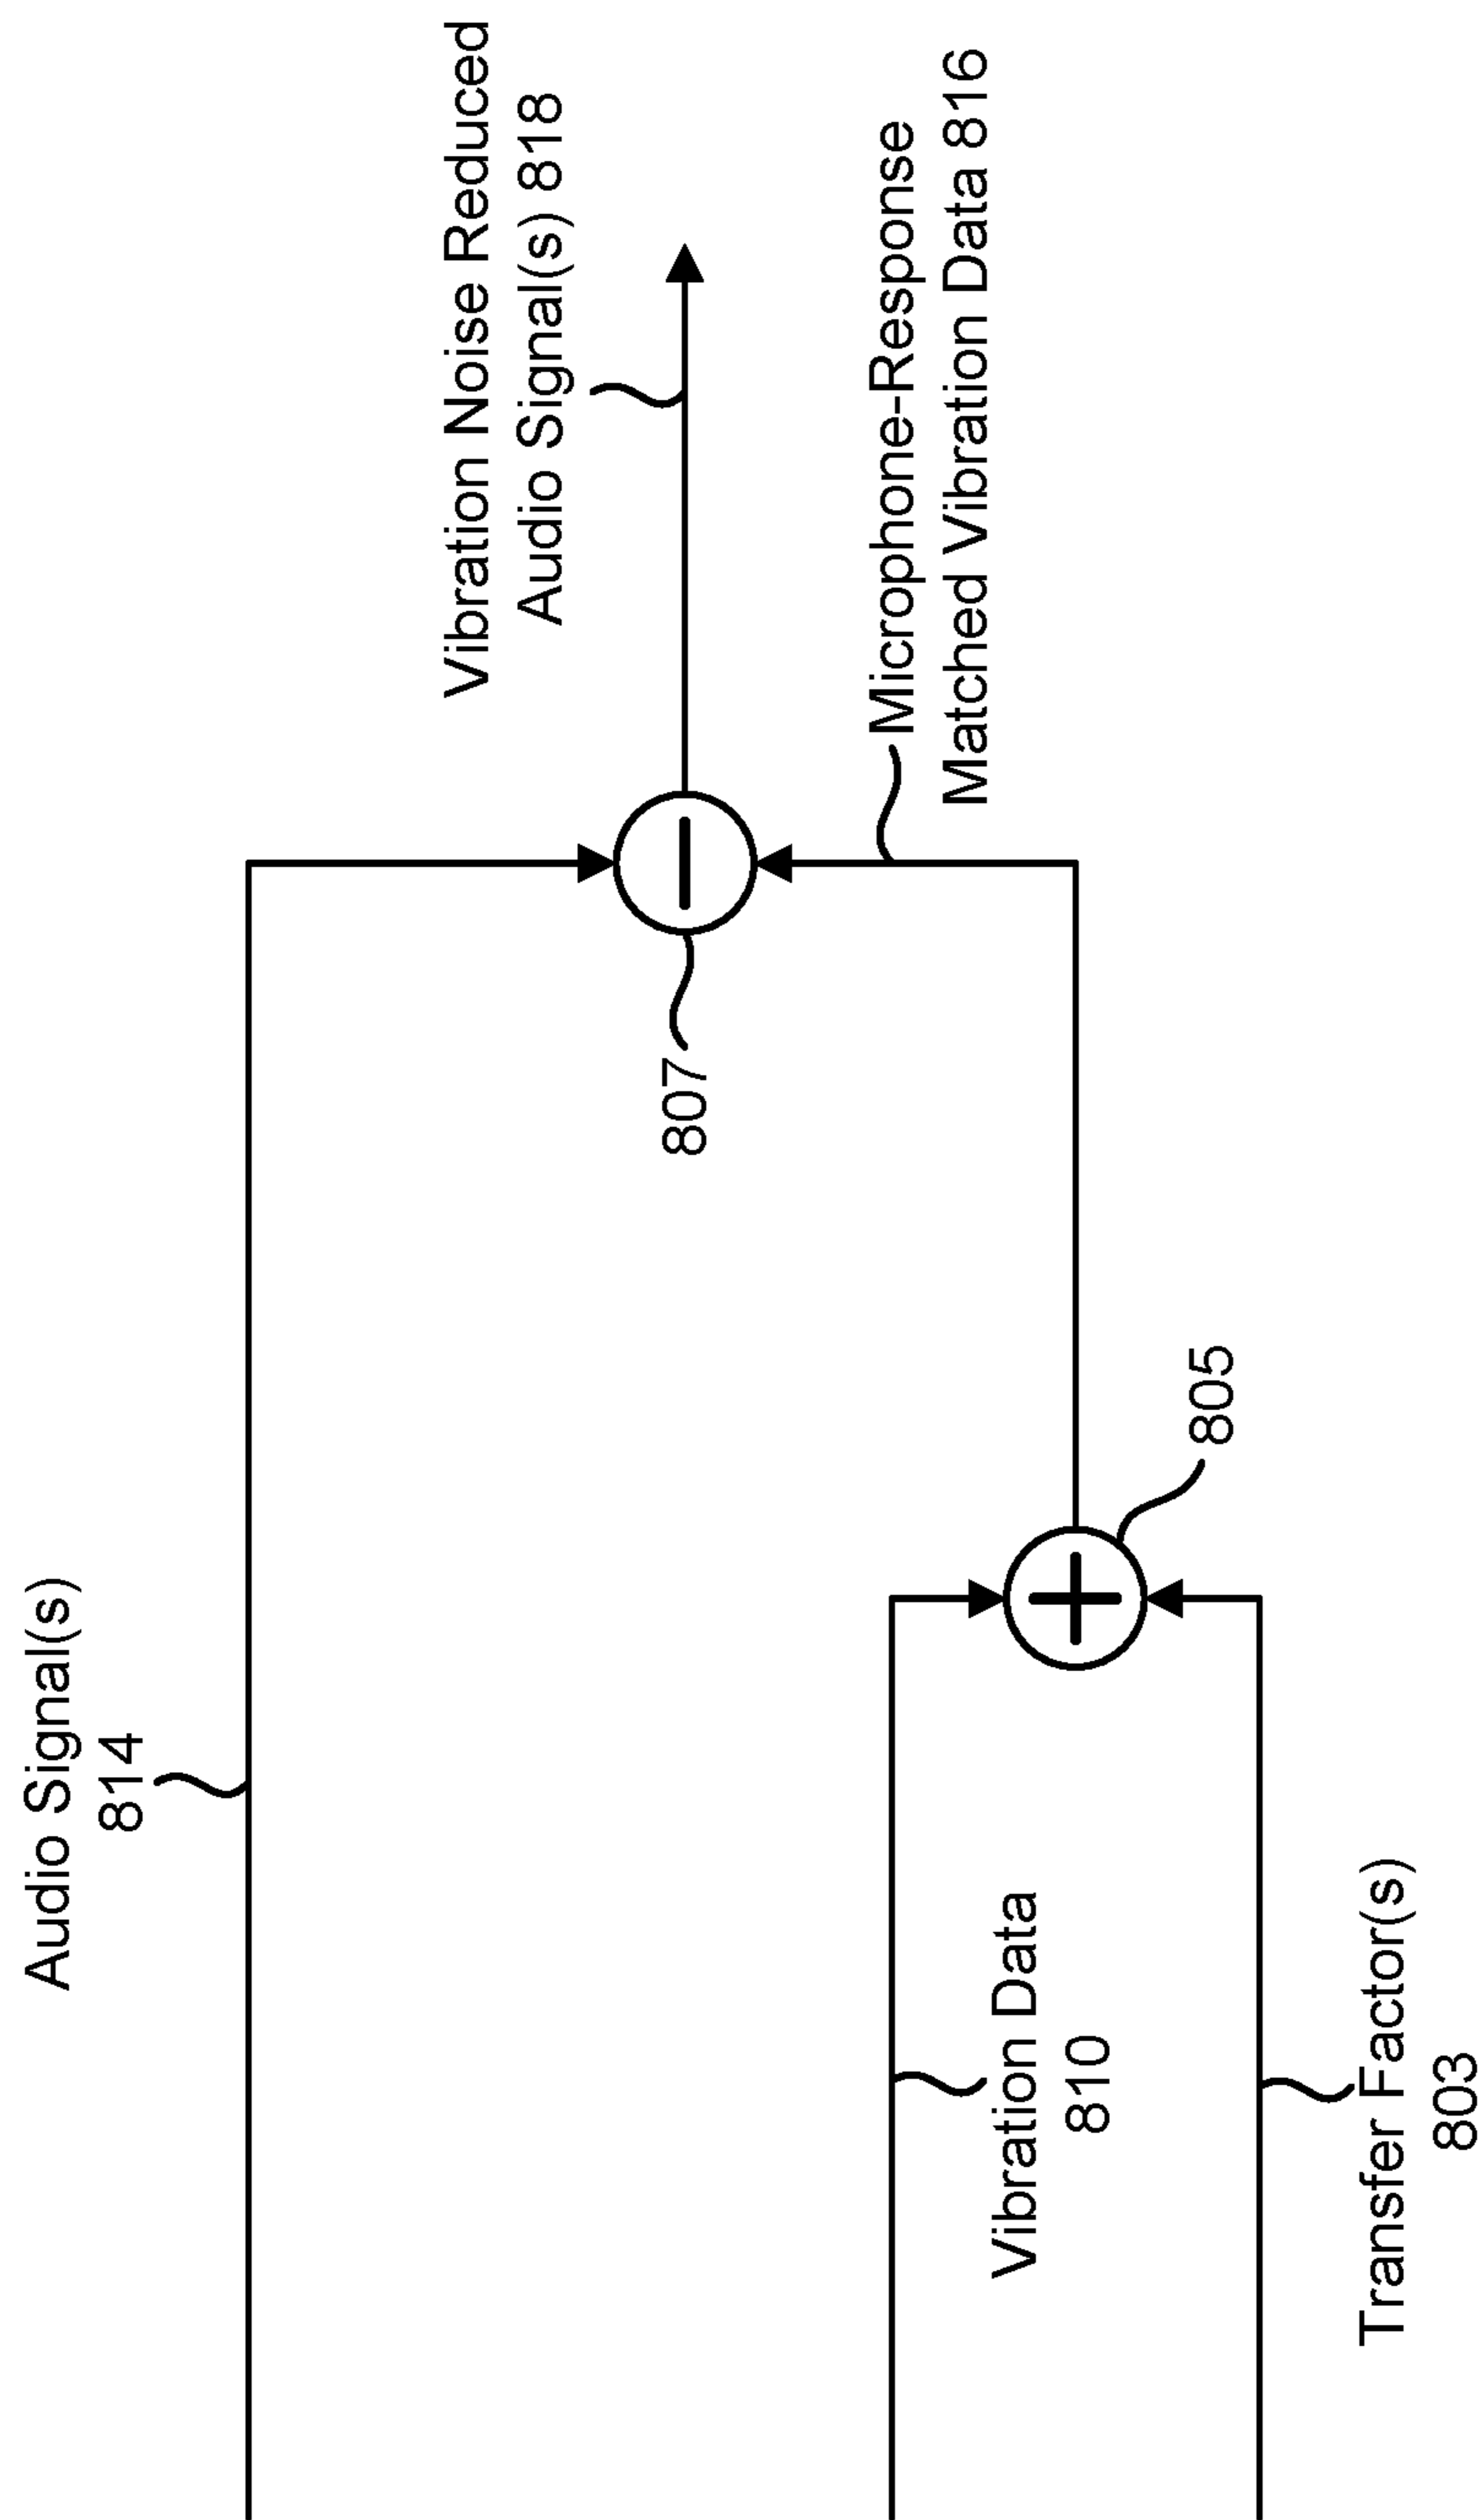 Audio Signal(s)
814
Vibration Noise Reduced
Audio Signal(s) 818
807
Microphone-Response
Matched Vibration Data 816
Vibration Data
810
805
Transfer Factor(s)
803